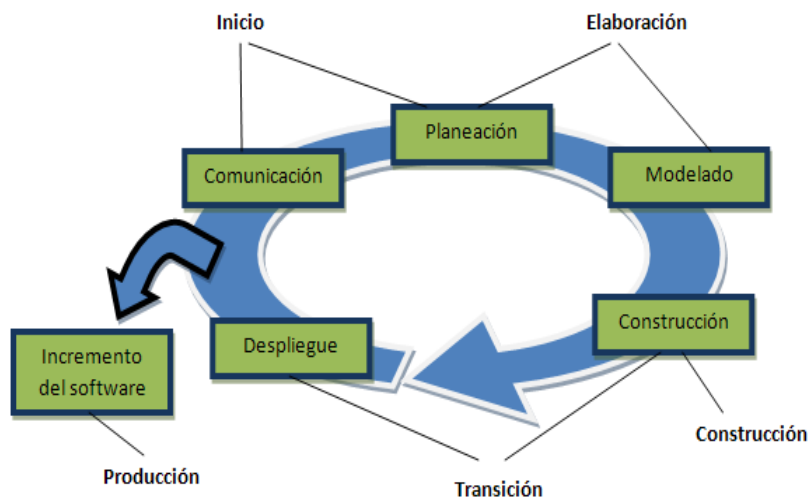 Inicio
Elaboración
Planeación
Comunicación
Modelado
Construcción
Despliegue
Incremento
del software
Construcción
Producción
Transición